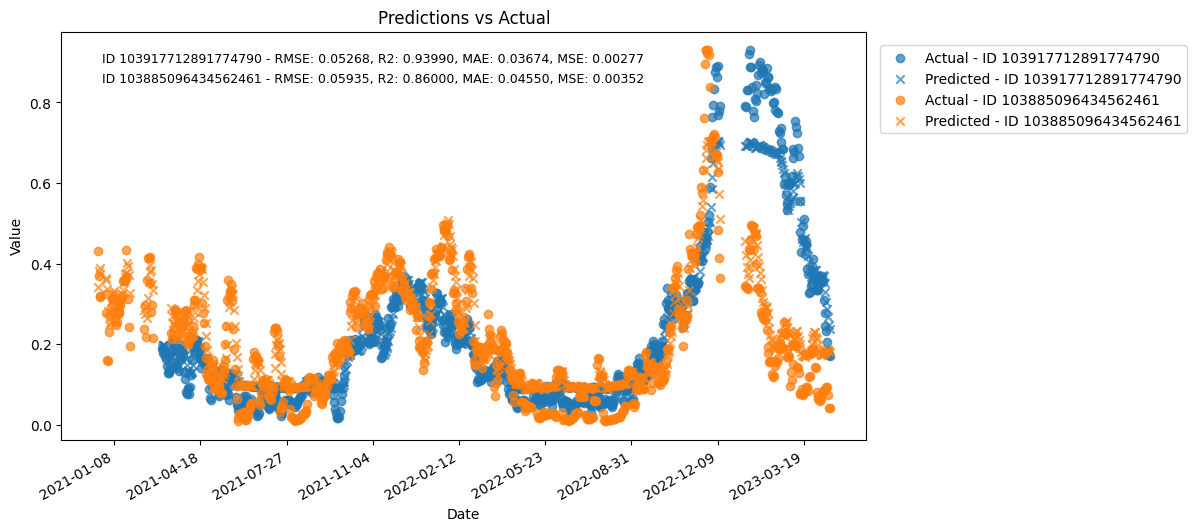 Predictions vs Actual
ID 103917712891774790 - RMSE: 0.05268, R2: 0.93990, MAE: 0.03674, MSE: 0.00277
ID 103885096434562461 - RMSE: 0.05935, R2: 0.86000, MAE: 0.04550, MSE: 0.00352
Actual - ID 103917712891774790
Predicted - ID 103917712891774790
Actual - ID 103885096434562461
Predicted - ID 103885096434562461
Value
0.8
0.6
0.4
0.2
0.0
2021-01-08
2021-04-18
2021-07-27
2021-11-04
2022-02-12
2022-05-23
2022-08-31
2022-12-09
2023-03-19
Date